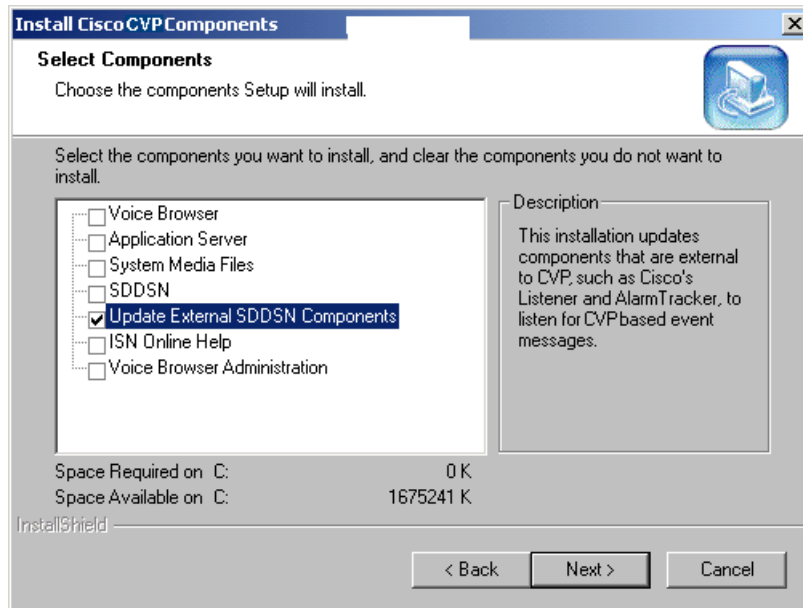 Install Cisco CVP Components
Select Components
Choose the components Setup will install.
Select the components you want to install, and clear the components you do not want to
install.
Voice Browser
Application Server
System Media Files
SDDSN
Update External SDDSN Components
ISN Online Help
Voice Browser Administration
Description
This installation updates
components that are external
to CVP, such as Cisco's
Listener and AlarmTracker, to
listen for CVP based event
messages.
Space Required on C: 0 K
Space Available on C: 1675241 K
InstallShield
< Back Next > Cancel